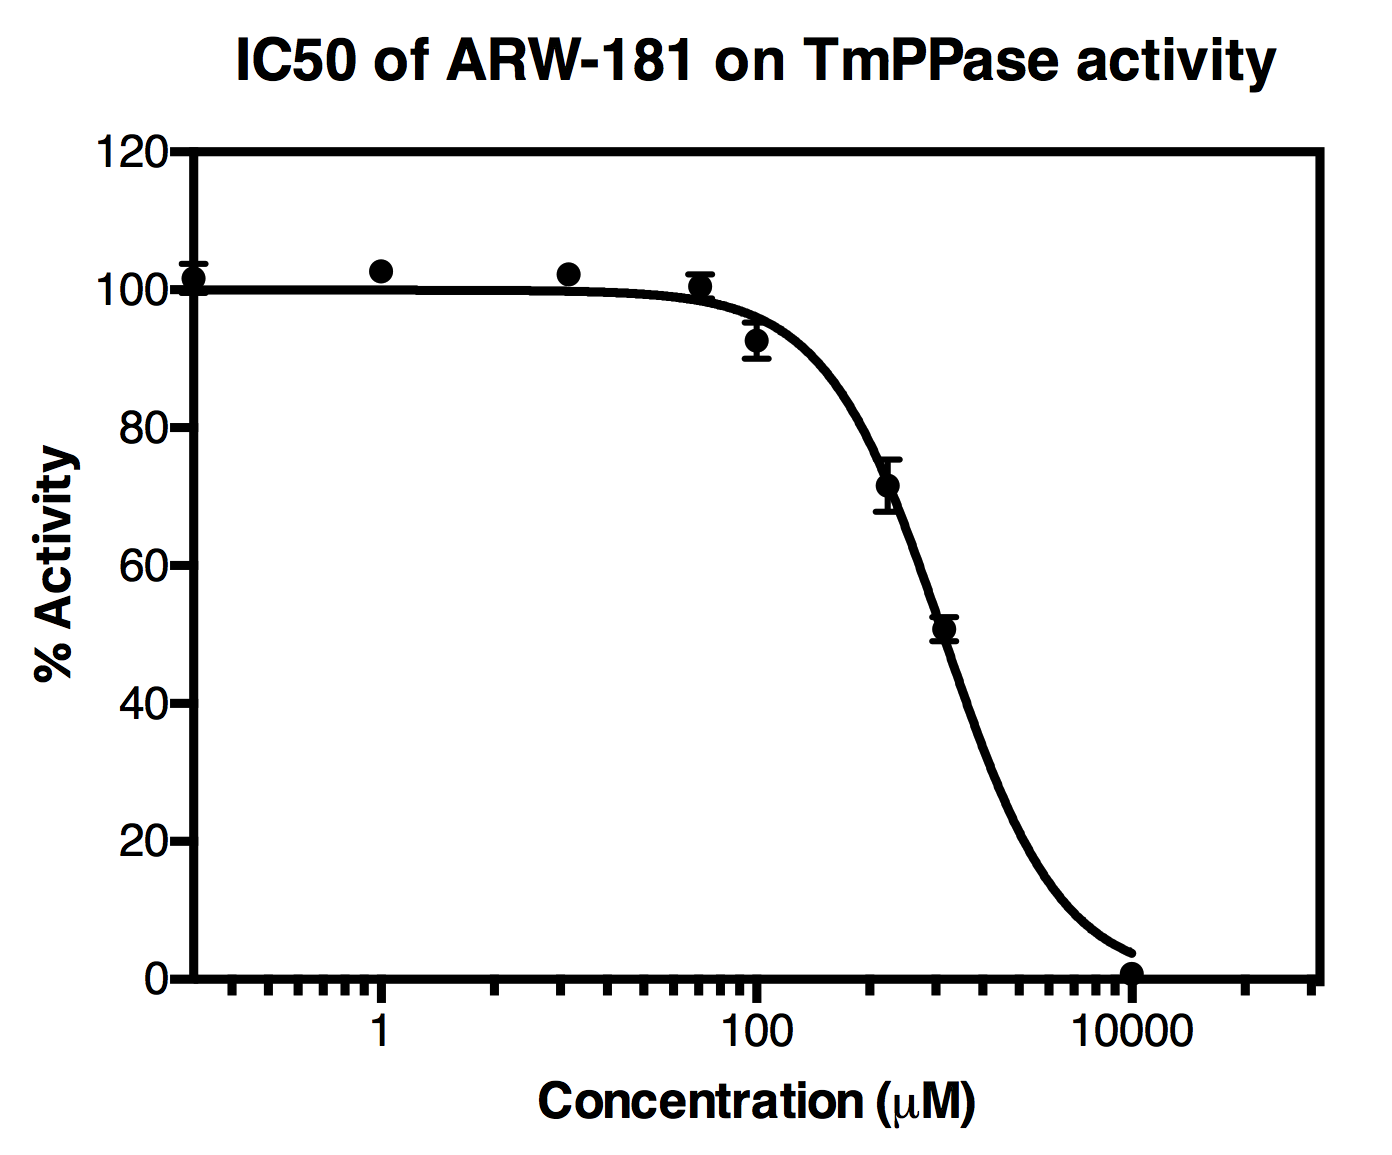 IC50 of ARW-181 on TmPPase activity
120
100
80
60
40
20
0
% Activity
1 100 10000
Concentration (μM)